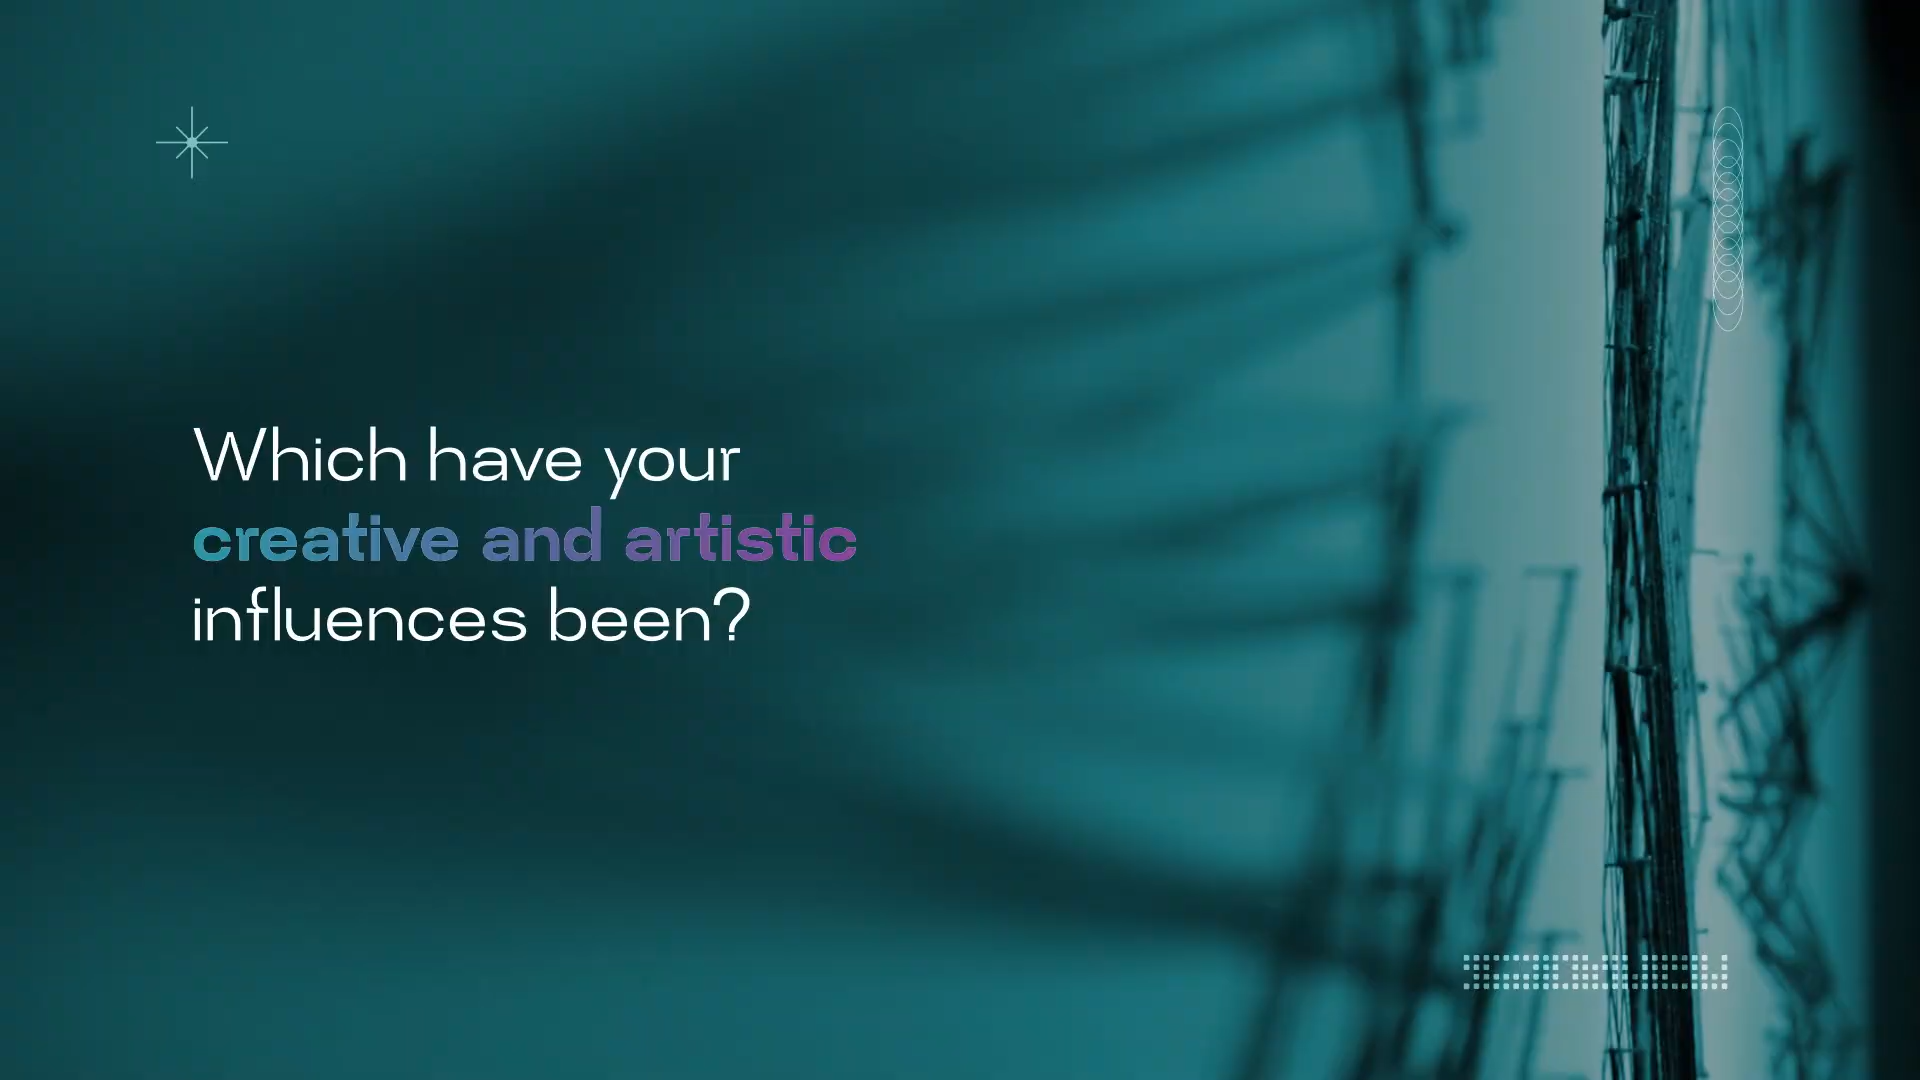 Which have your
creative and artistic
influences been?